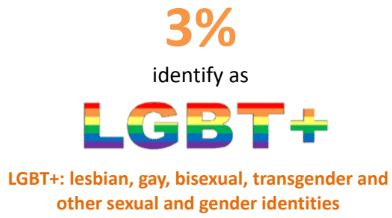 3%
identify as
LGBT+
LGBT+: lesbian, gay, bisexual, transgender and
other sexual and gender identities